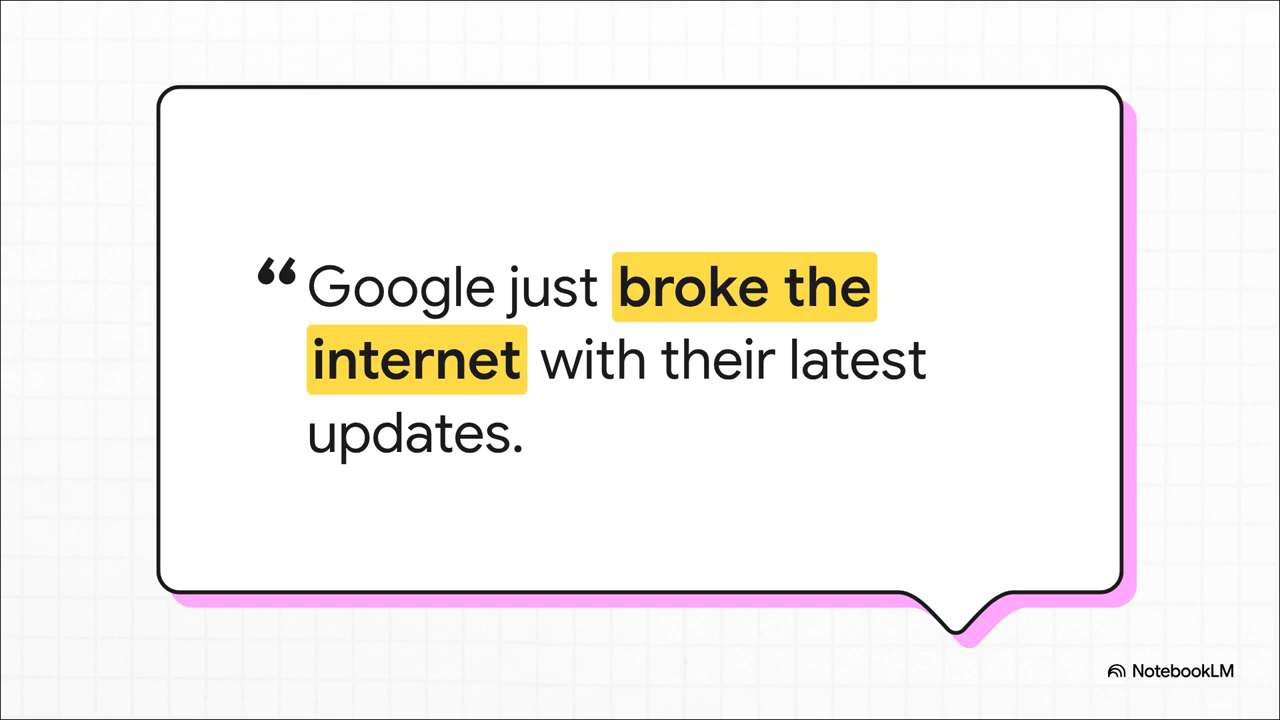 “Google just broke the
internet with their latest
updates.
NotebookLM